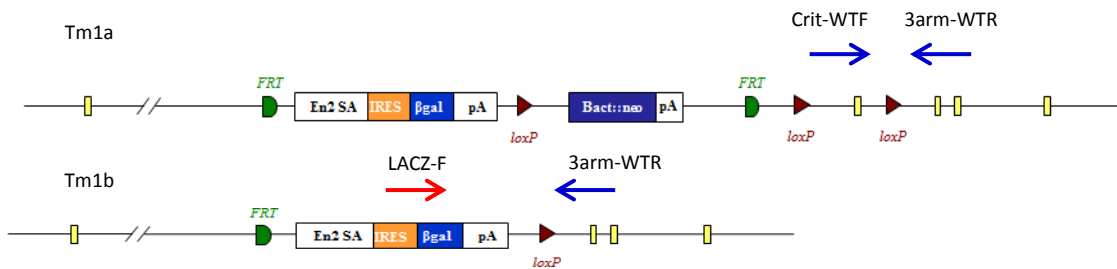 Crit-WTF 3arm-WTR
Tm1a
FRT FRT
En2 SA IRES βgal pA Bact::neo pA
loxP loxP loxP
LACZ-F 3arm-WTR
Tm1b
FRT
En2 SA IRES βgal pA
loxP